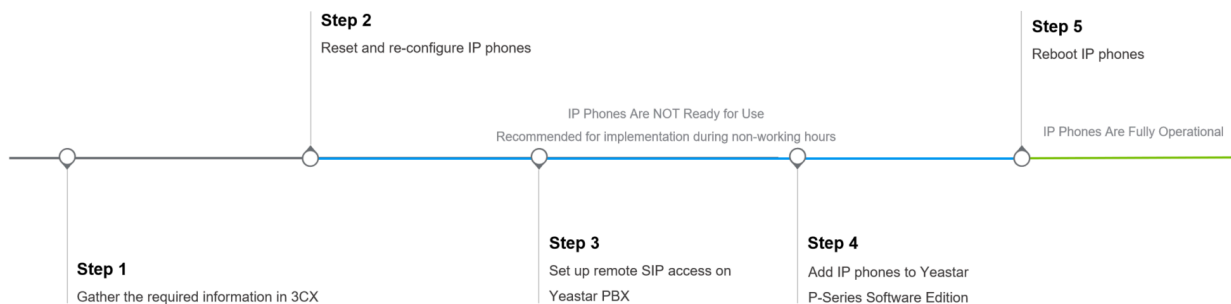 Step 1
Gather the required information in 3CX
Step 2
Reset and re-configure IP phones
IP Phones Are NOT Ready for Use
Recommended for implementation during non-working hours
Step 3
Set up remote SIP access on
Yeastar PBX
Step 4
Add IP phones to Yeastar
P-Series Software Edition
Step 5
Reboot IP phones
IP Phones Are Fully Operational